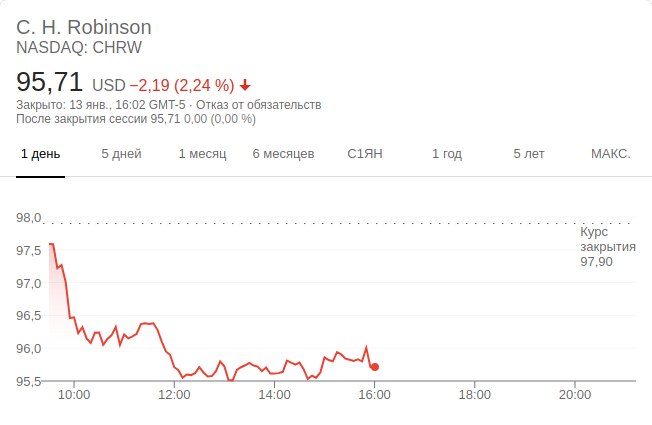 C. H. Robinson
NASDAQ: CHRW
95,71 USD −2,19 (2,24 %)
Закрыто: 13 янв., 16:02 GMT-5 · Отказ от обязательств
После закрытия сессии 95,71 0,00 (0,00 %)
1 день 5 дней 1 месяц 6 месяцев С1ЯН 1 год 5 лет МАКС.
98,0
Курс
закрытия
97,90
97,5
97,0
96,5
96,0
95,5
10:00 12:00 14:00 16:00 18:00 20:00